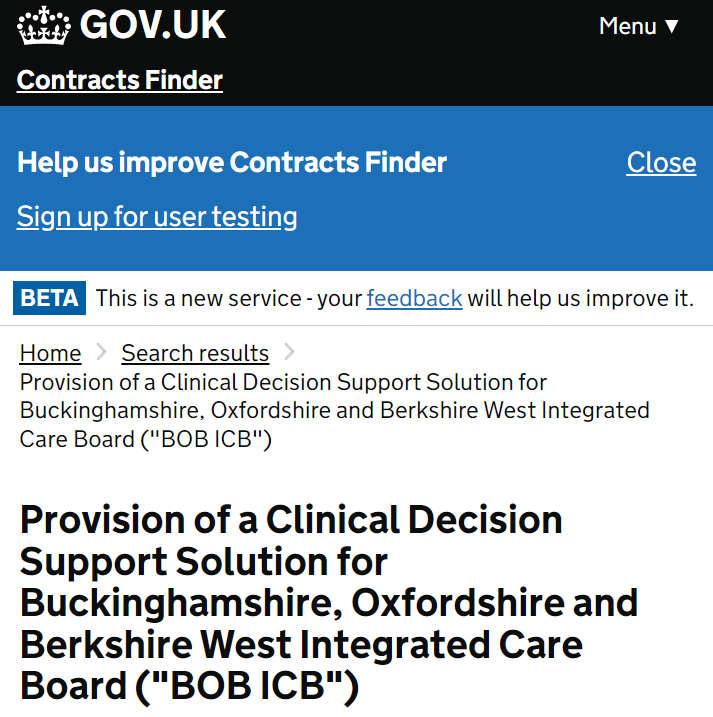 GOV.UK
Menu ▼
Contracts Finder
Help us improve Contracts Finder
Close
Sign up for user testing
BETA This is a new service - your feedback will help us improve it.
Home > Search results >
Provision of a Clinical Decision Support Solution for
Buckinghamshire, Oxfordshire and Berkshire West Integrated
Care Board ("BOB ICB")
Provision of a Clinical Decision
Support Solution for
Buckinghamshire, Oxfordshire and
Berkshire West Integrated Care
Board ("BOB ICB")